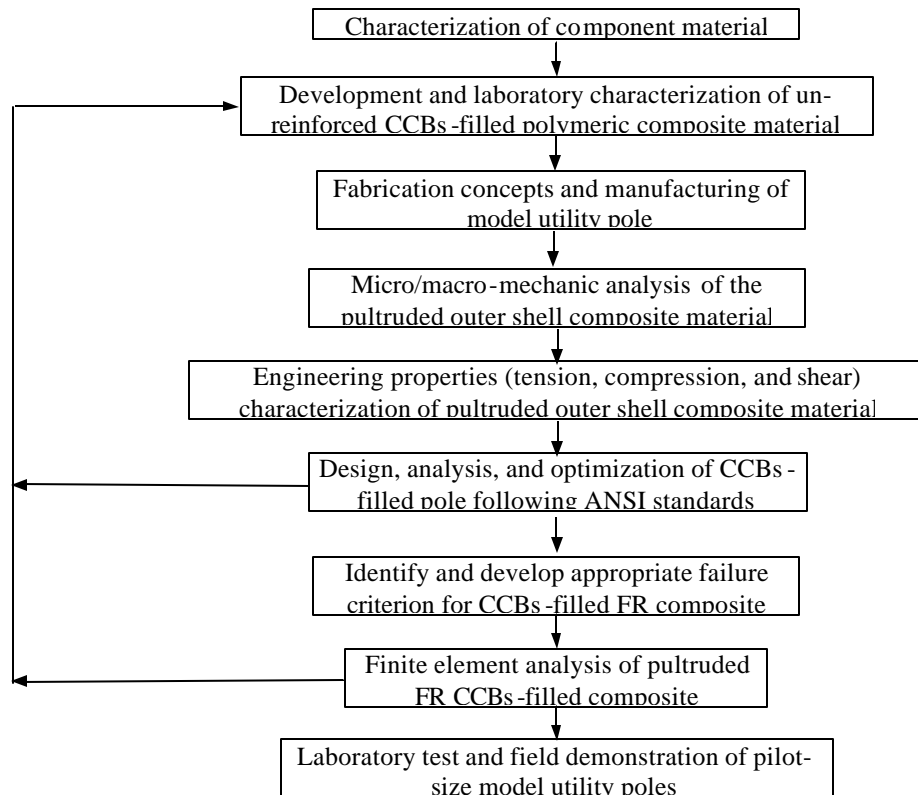 Characterization of component material
Development and laboratory characterization of un-
reinforced CCBs-filled polymeric composite material
Fabrication concepts and manufacturing of
model utility pole
Micro/macro-mechanic analysis of the
pultruded outer shell composite material
Engineering properties (tension, compression, and shear)
characterization of pultruded outer shell composite material
Design, analysis, and optimization of CCBs-
filled pole following ANSI standards
Identify and develop appropriate failure
criterion for CCBs-filled FR composite
Finite element analysis of pultruded
FR CCBs-filled composite
Laboratory test and field demonstration of pilot-
size model utility poles